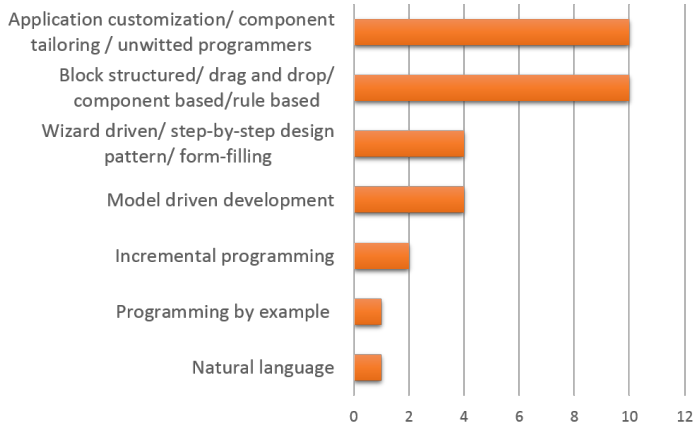 Application customization/ component
tailoring / unwitted programmers
Block structured/ drag and drop/
component based/rule based
Wizard driven/ step-by-step design
pattern/ form-filling
Model driven development
Incremental programming
Programming by example
Natural language
0 2 4 6 8 10 12